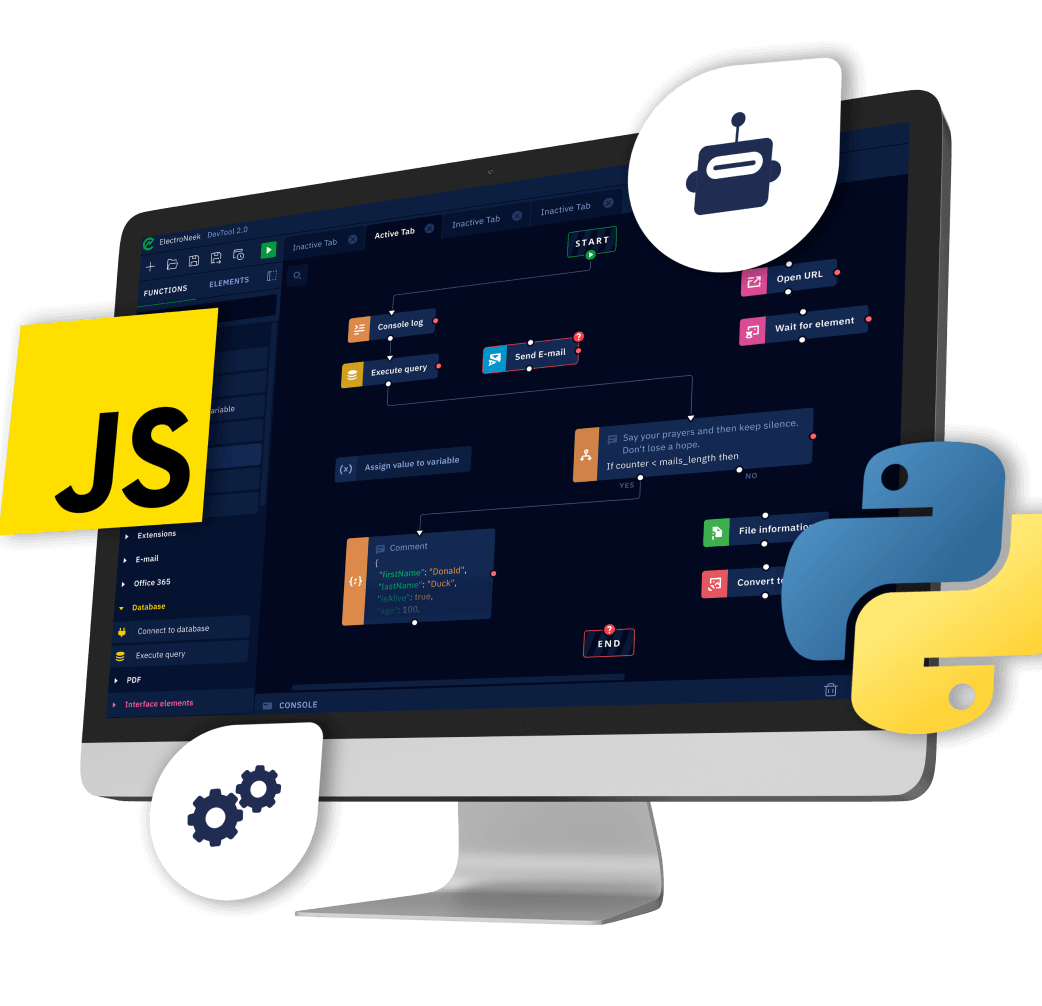 ElectroNeek DevTool 2.0
Inactive Tab
Active Tab
Inactive Tab
Inactive Tab
FUNCTIONS
ELEMENTS
START
Open URL
Console log
Wait for element
Send E-mail
?
Execute query
JS
Say your prayers and then keep silence.
Don't lose a hope.
If counter < mails_length then
YES
NO
(x) Assign value to variable
File information
Convert
Extensions
E-mail
Office 365
Database
Connect to database
Execute query
PDF
Interface elements
{;}
Comment
{
"firstName": "Donald",
"lastName": "Duck",
"isAlive": true,
"age": 100,
?
END
CONSOLE